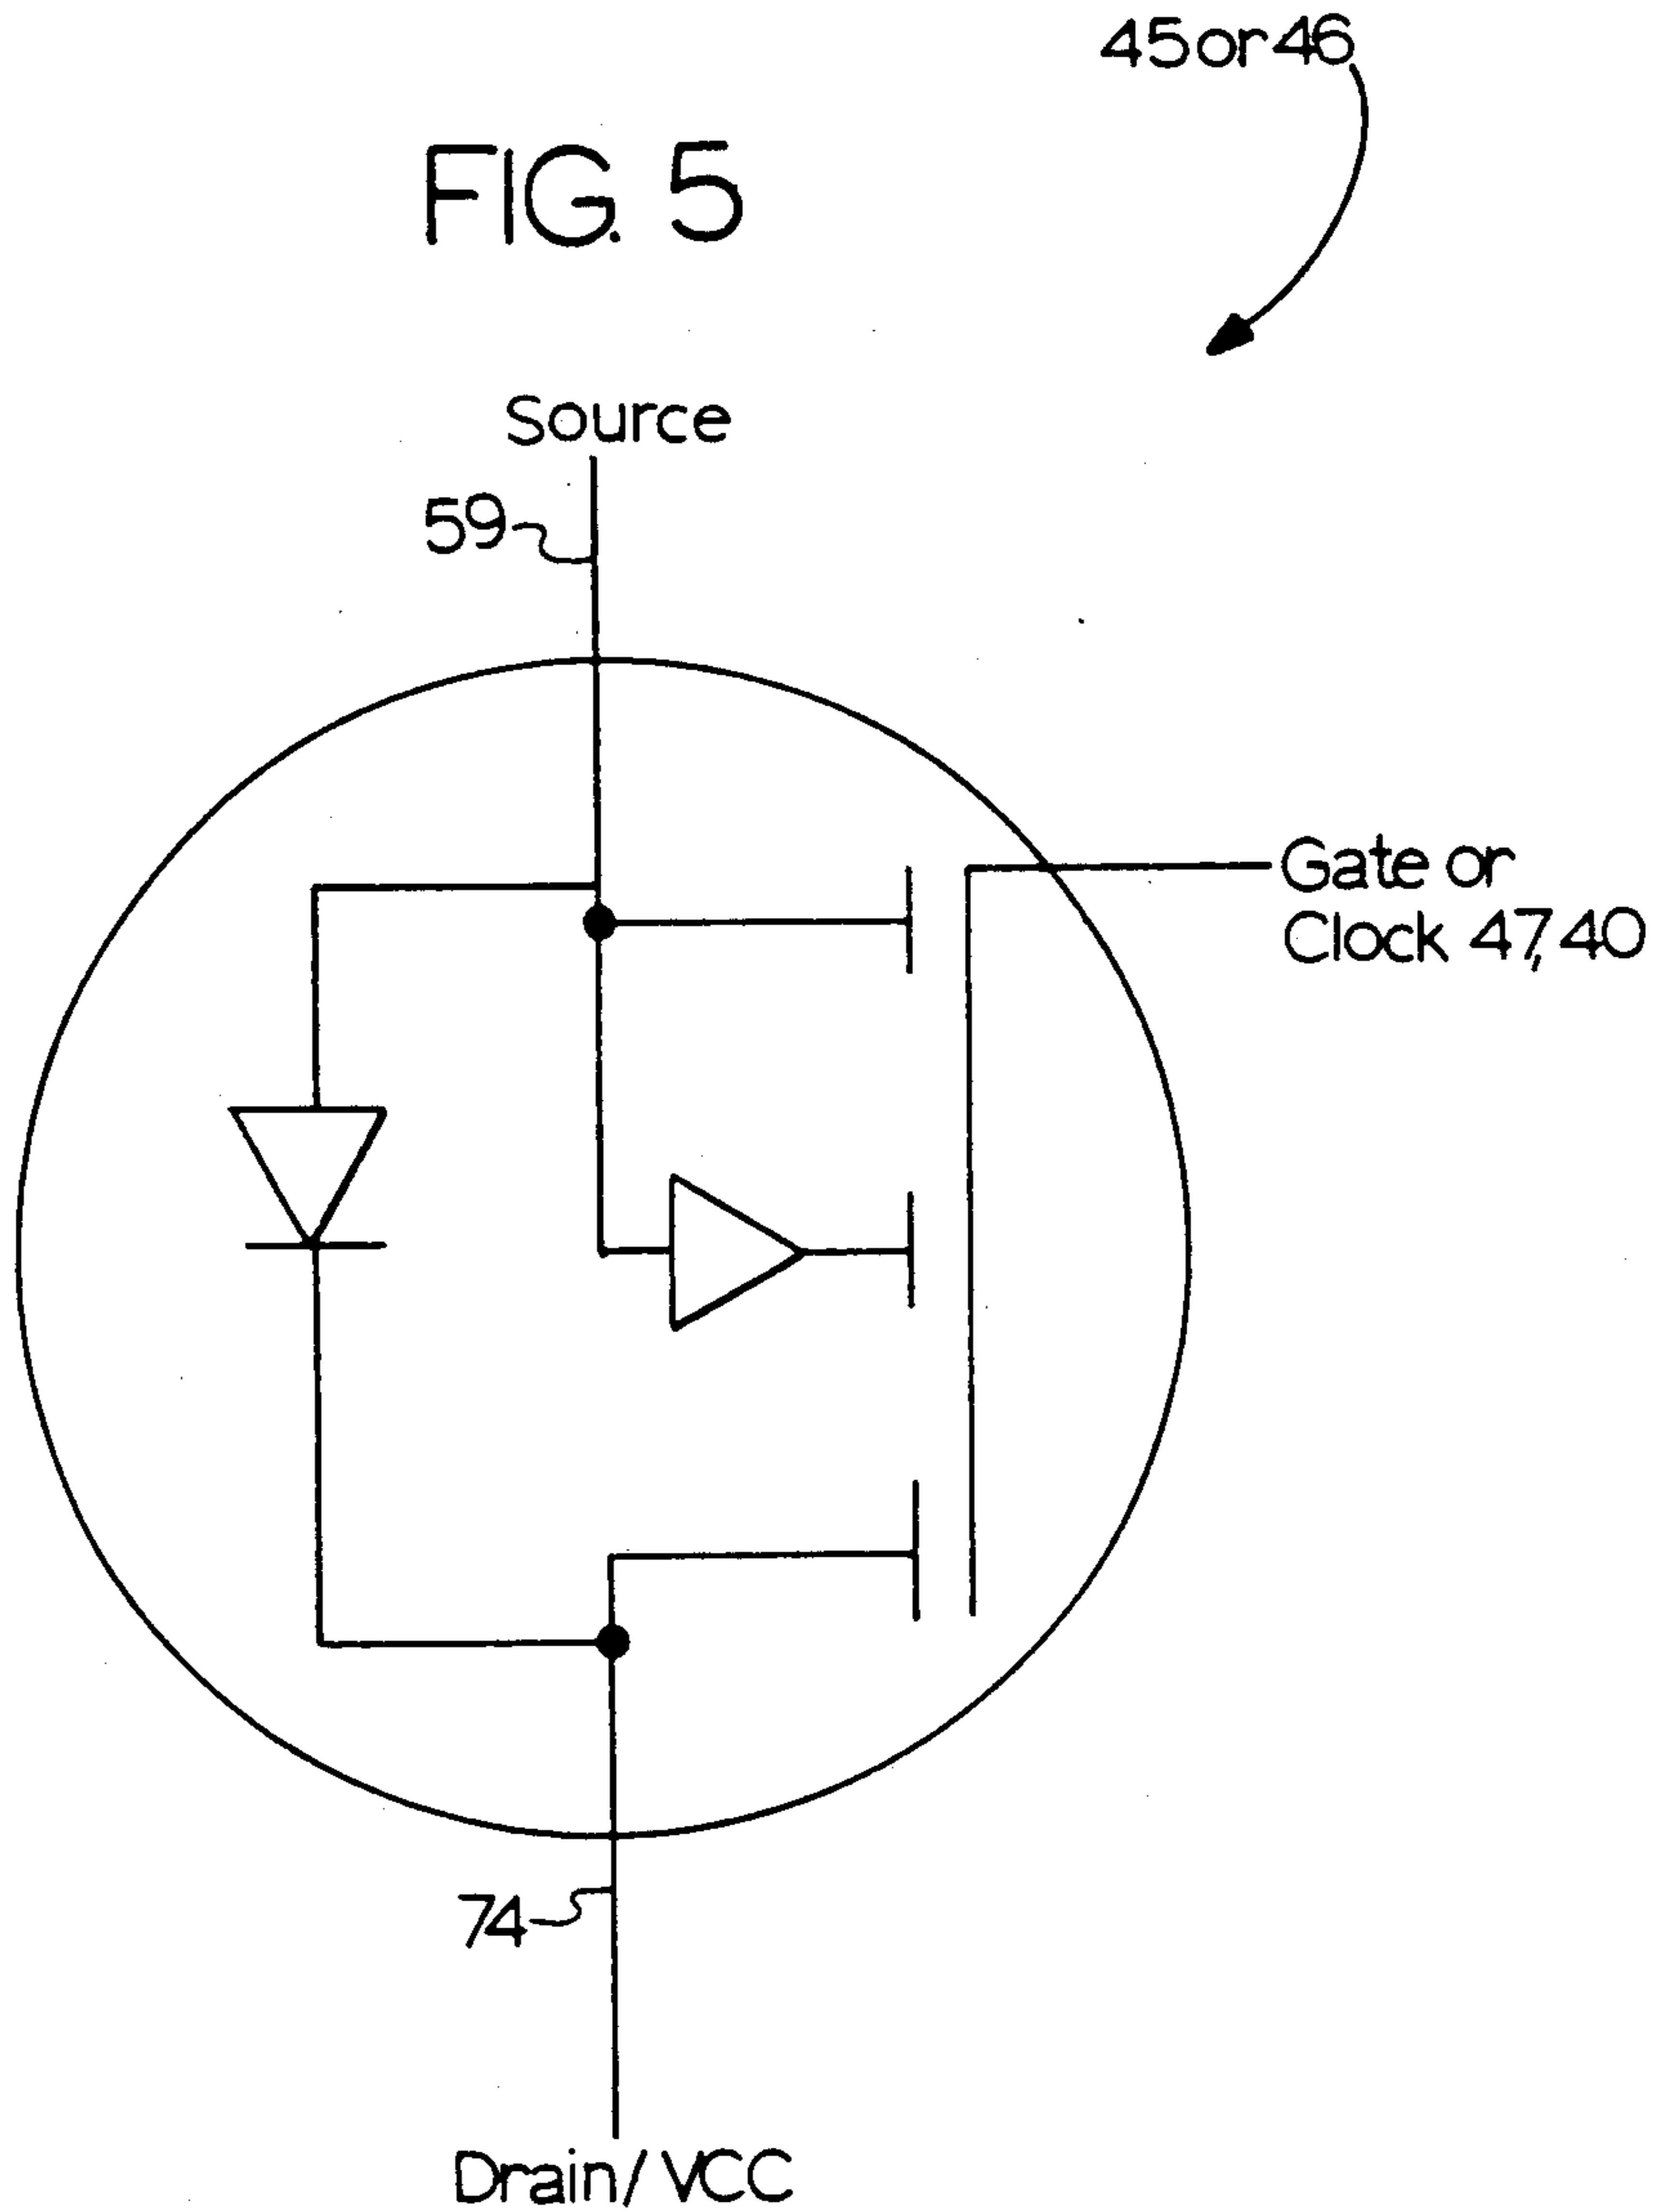 45 or 46
FIG. 5
Source
59
Gate or
Clock 47,40
74
Drain/VCC